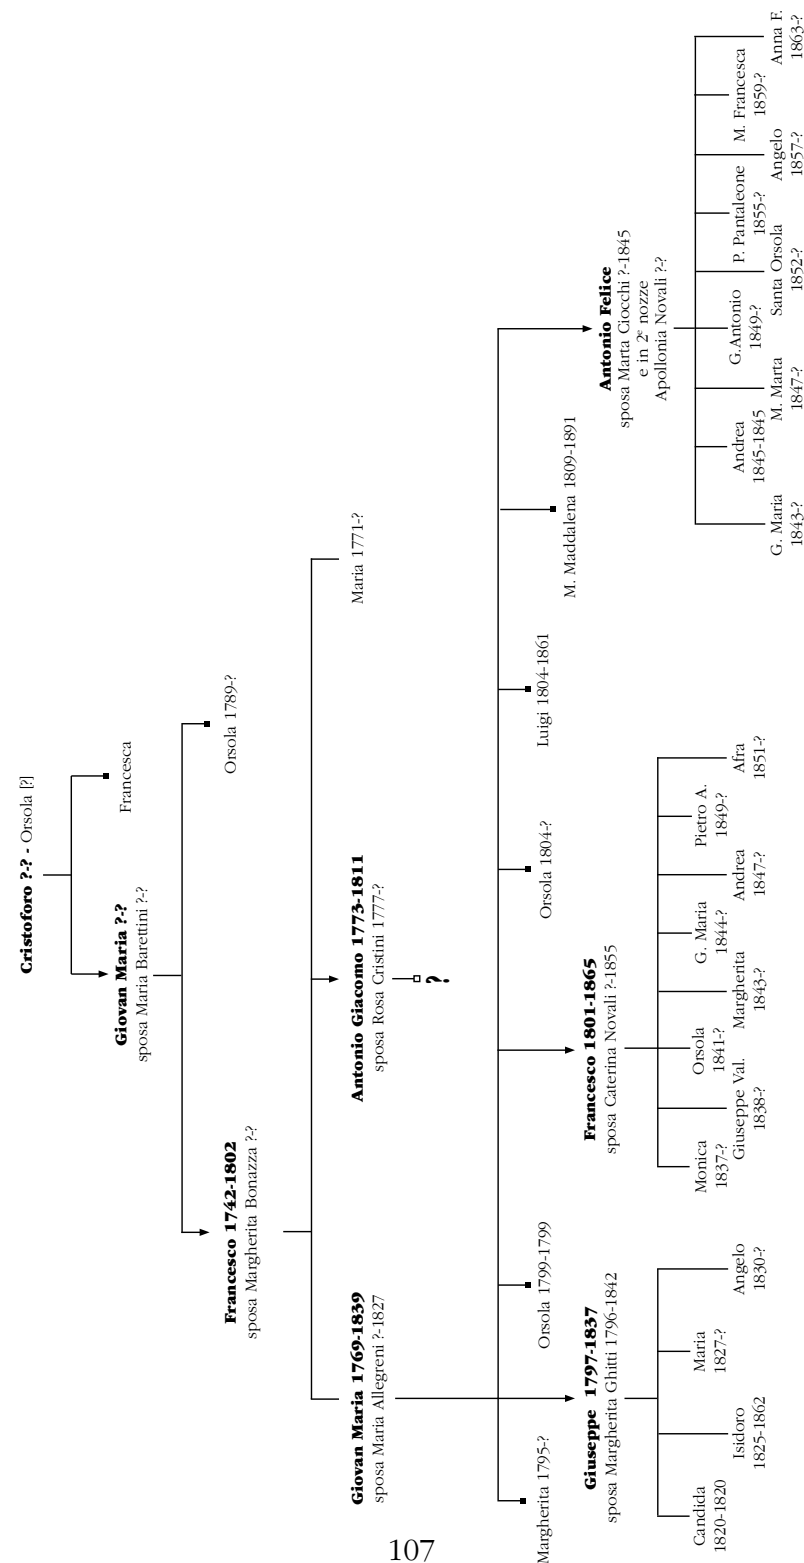 Cristoforo ?-? - Orsola [?]
Giovan Maria ?-?
sposa Maria Barettini ?-?
Francesca
Francesco 1742-1802
sposa Margherita Bonazza ?-?
Orsola 1789-?
Giovan Maria 1769-1839
sposa Maria Allegreni ?-1827
Antonio Giacomo 1773-1811
sposa Rosa Cristini 1777-?
?
Maria 1771-?
Margherita 1795-?
Giuseppe 1797-1837
sposa Margherita Ghitti 1796-1842
Orsola 1799-1799
Francesco 1801-1865
sposa Caterina Novali ?-1855
Orsola 1804-?
Luigi 1804-1861
M. Maddalena 1809-1891
Antonio Felice
sposa Marta Ciocchi ?-1845
e in 2e nozze
Apollonia Novali ?-?
Candida
1820-1820
Isidoro
1825-1862
Maria
1827-?
Angelo
1830-?
Monica
1837-?
Giuseppe Val.
1838-?
Orsola
1841-?
Margherita
1843-?
G. Maria
1844-?
Andrea
1847-?
Pietro A.
1849-?
Afra
1851-?
G. Maria
1843-?
Andrea
1845-1845
M. Marta
1847-?
G.Antonio
1849-?
Santa Orsola
1852-?
P. Pantaleone
1855-?
Angelo
1857-?
M. Francesca
1859-?
Anna F.
1863-?
107